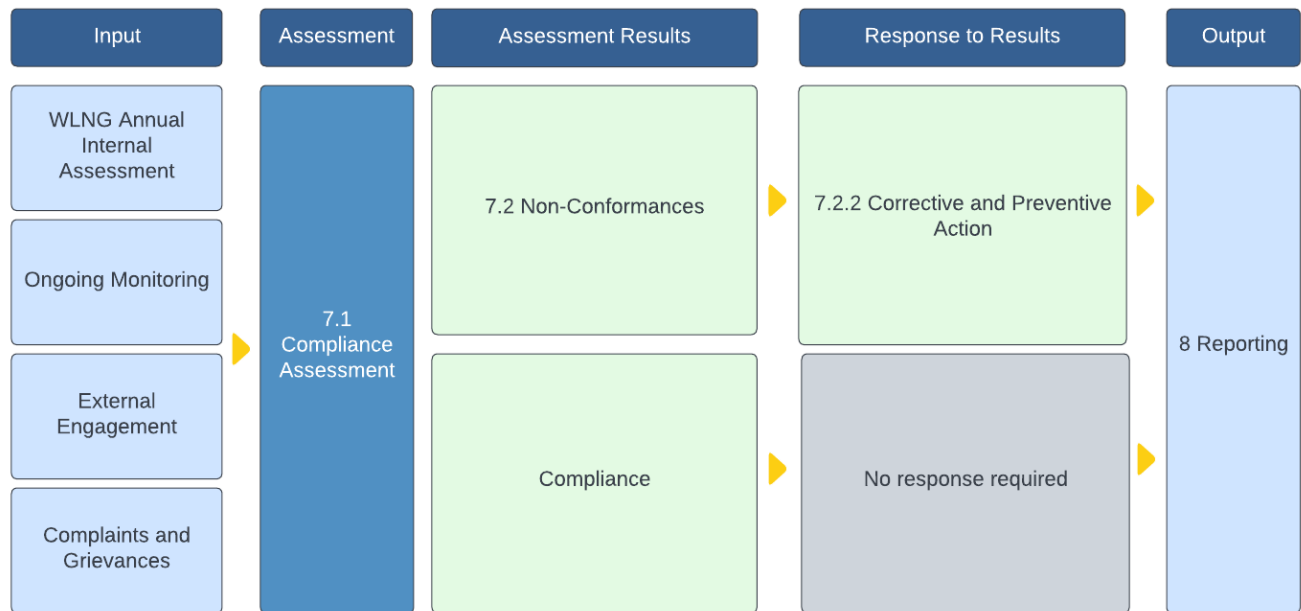 Input
Assessment
Assessment Results
Response to Results
Output
WLNG Annual
Internal
Assessment
Ongoing Monitoring
External
Engagement
Complaints and
Grievances
7.1
Compliance
Assessment
7.2 Non-Conformances
Compliance
7.2.2 Corrective and Preventive
Action
No response required
8 Reporting